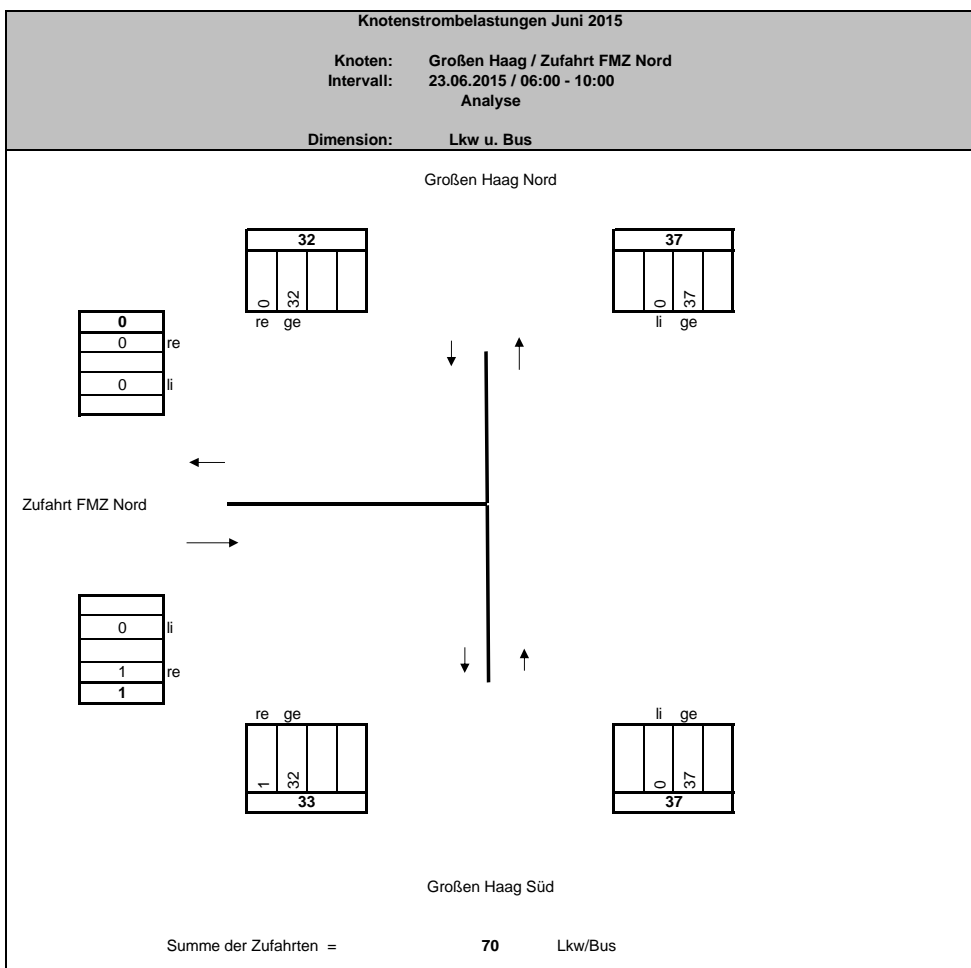 Knotenstrombelastungen Juni 2015
Knoten: Großen Haag / Zufahrt FMZ Nord
Intervall: 23.06.2015 / 06:00 - 10:00
Analyse
Dimension: Lkw u. Bus
Großen Haag Nord
32 37
0 32 0 37
re ge li ge
0
0 re
0 li
Zufahrt FMZ Nord
0 li
1 re
1
re ge li ge
1 32 0 37
33 37
Großen Haag Süd
Summe der Zufahrten = 70 Lkw/Bus